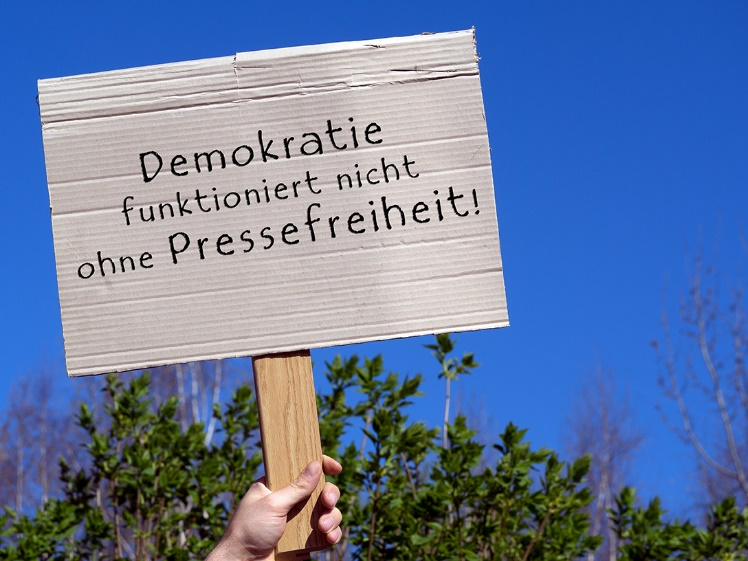 Demokratie
funktioniert nicht
ohne Pressefreiheit!